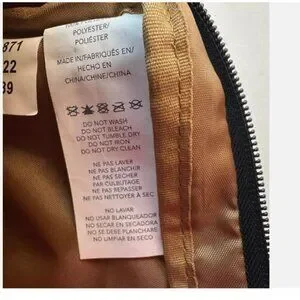 871
22
39
POLYESTER/
POLIÉSTER
MADE IN/FABRIQUÉS EN/
HECHO EN
CHINA/CHINE/CHINA
DO NOT WASH
DO NOT BLEACH
DO NOT TUMBLE DRY
DO NOT IRON
DO NOT DRY CLEAN
NE PAS LAVER
NE PAS BLANCHIR
NE PAS SÉCHER
PAR CULBUTAGE
NE PAS REPASSER
NE PAS NETTOYER À SEC
NO LAVAR
NO USAR BLANQUEADOR
NO SECAR EN SECADORA
NO SE DEBE PLANCHARE
NO LIMPIAR EN SECO